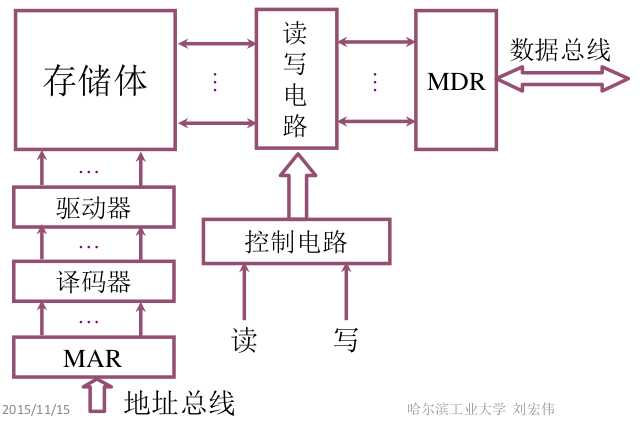 存储体
读
写
电
路
MDR
数据总线
…
…
…
驱动器
…
译码器
…
MAR
控制电路
读
写
地址总线
2015/11/15
哈尔滨工业大学 刘宏伟